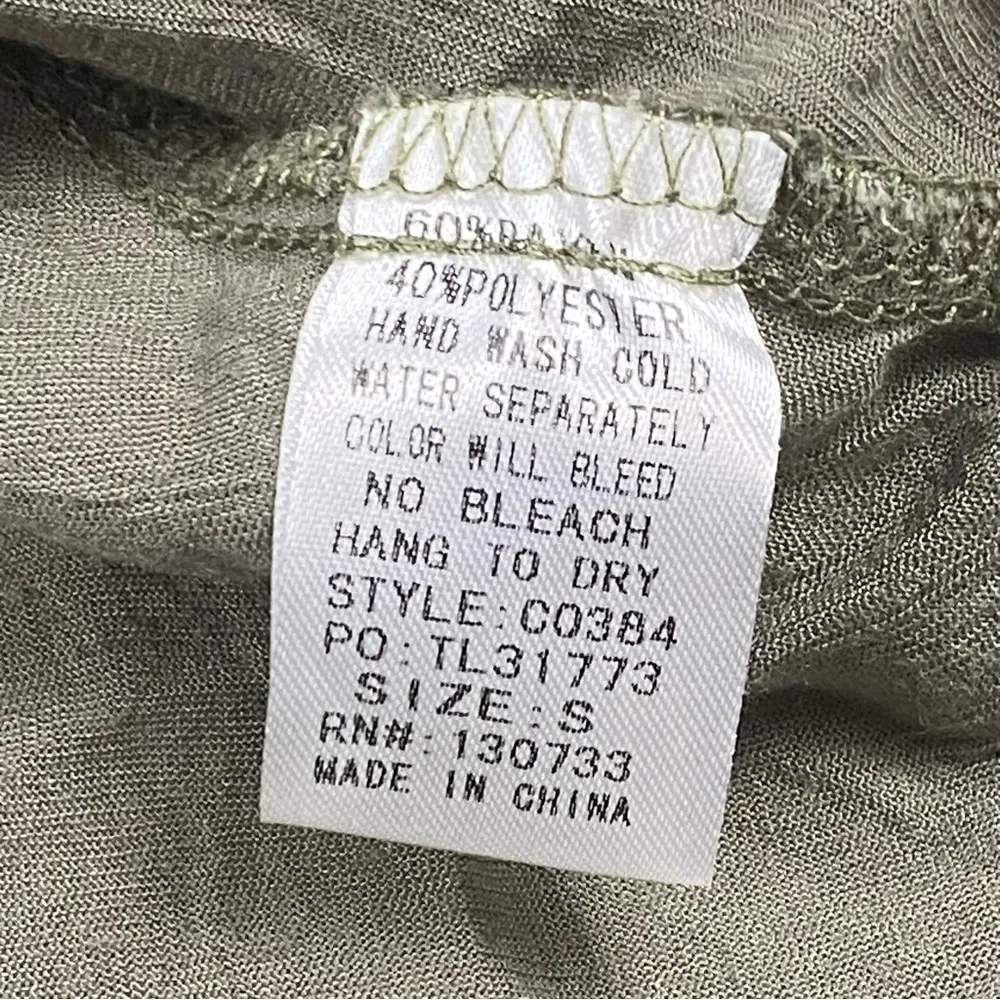 60%RAYON
40%POLYESTER
HAND WASH COLD
WATER SEPARATELY
COLOR WILL BLEED
NO BLEACH
HANG TO DRY
STYLE:C0384
PO:TL31773
SIZE:S
RN#:130733
MADE IN CHINA